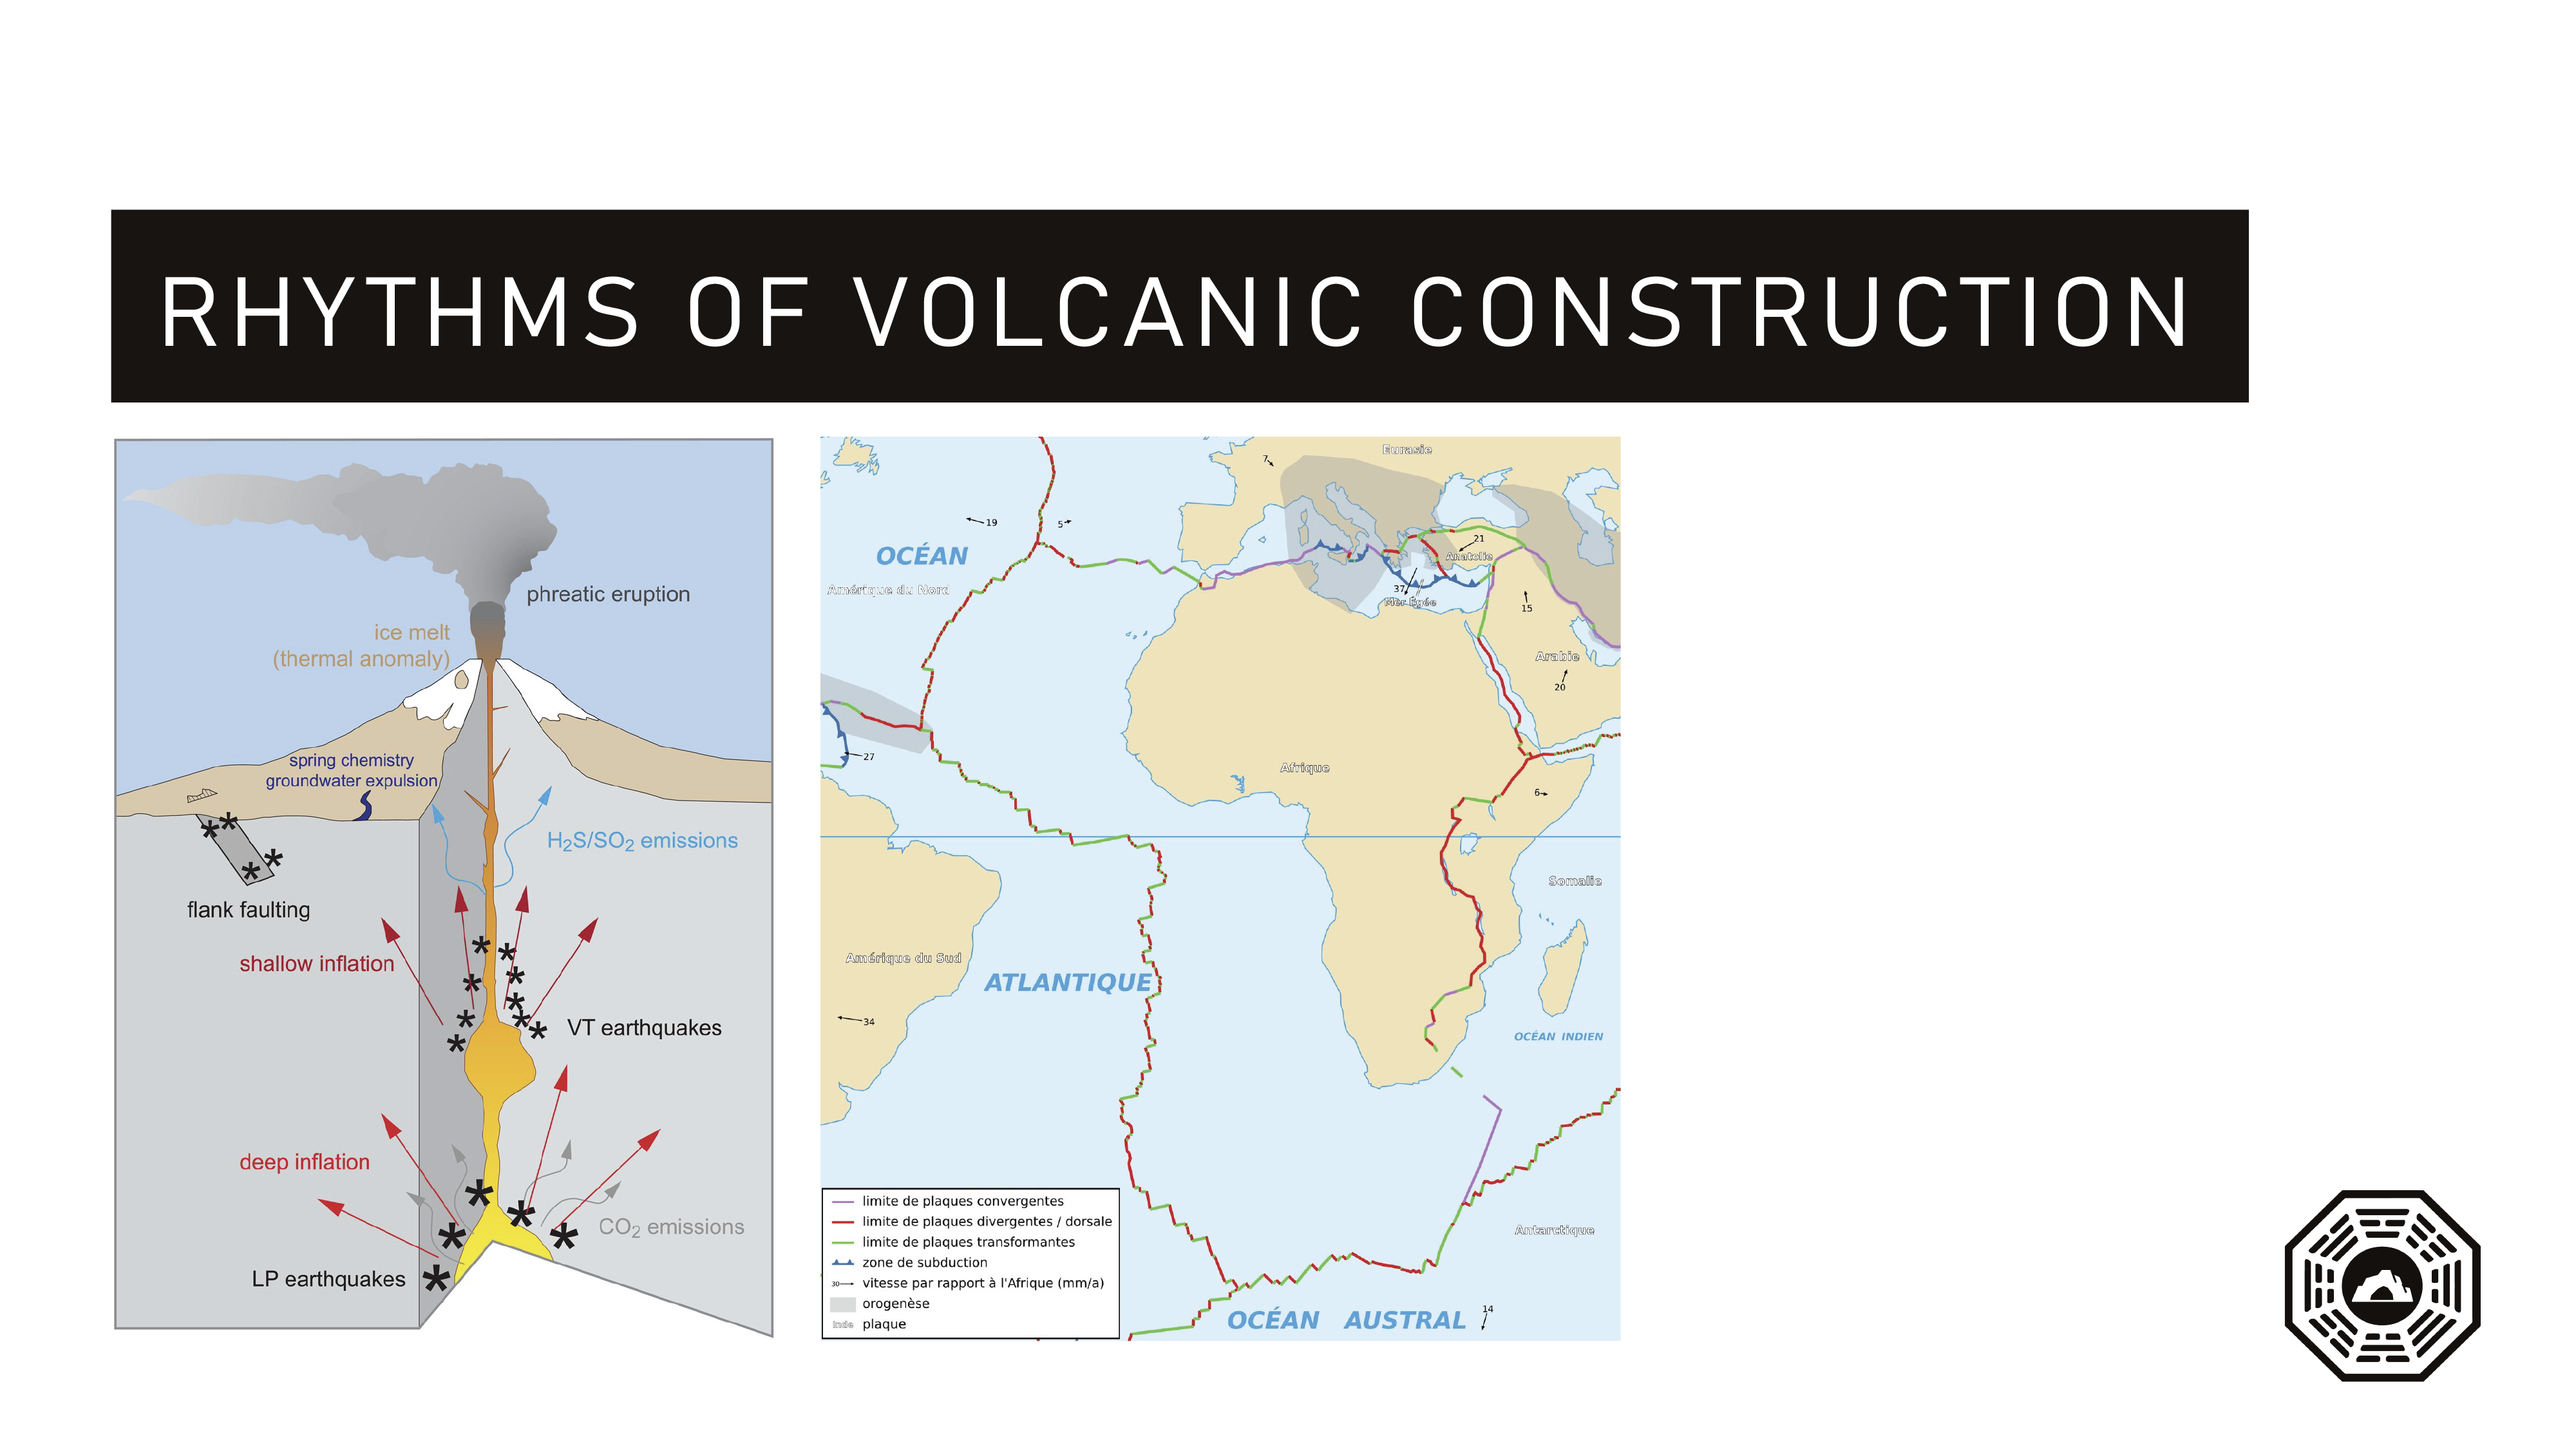 RHYTHMS OF VOLCANIC CONSTRUCTION
phreatic eruption
ice melt
(thermal anomaly)
spring chemistry
groundwater expulsion
H₂S/SO₂ emissions
flank faulting
shallow inflation
VT earthquakes
deep inflation
CO₂ emissions
LP earthquakes
Eurasie
7
19
5
OCÉAN
21
Anatolie
Amérique du Nord
37
Mer Egée
15
Arabie
20
27
Afrique
6
Somalie
Amérique du Sud
ATLANTIQUE
34
OCÉAN INDIEN
limite de plaques convergentes
limite de plaques divergentes / dorsale
limite de plaques transformantes
zone de subduction
30 vitesse par rapport à l'Afrique (mm/a)
orogenèse
Inde plaque
Antarctique
14
OCÉAN AUSTRAL